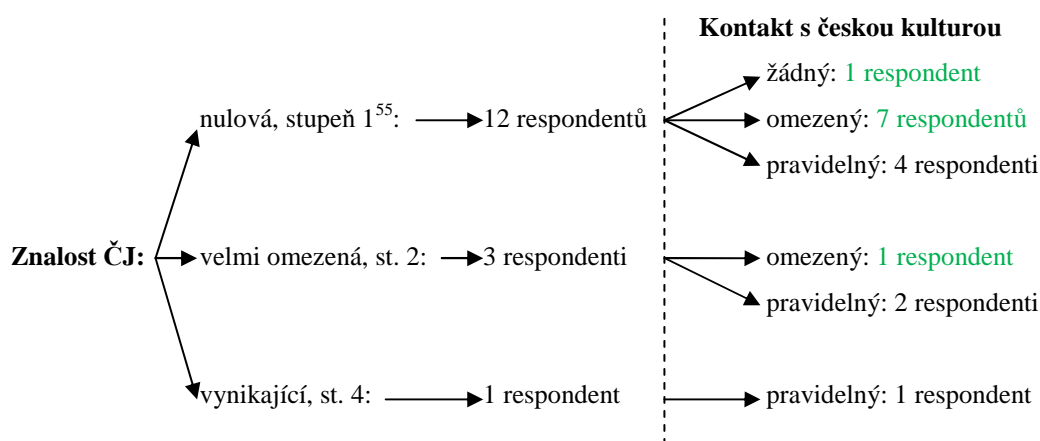 Kontakt s českou kulturou
žádný: 1 respondent
nulová, stupeň 1⁵⁵: 12 respondentů omezený: 7 respondentů
pravidelný: 4 respondenti
Znalost ČJ: velmi omezená, st. 2: 3 respondenti omezený: 1 respondent
pravidelný: 2 respondenti
vynikající, st. 4: 1 respondent pravidelný: 1 respondent